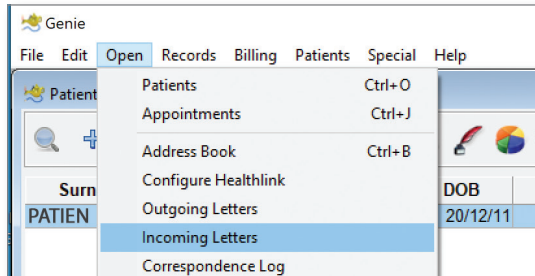 Genie
File Edit Open Records Billing Patients Special Help
Patient
Patients Ctrl+O
Appointments Ctrl+J
Address Book Ctrl+B
Configure Healthlink
Outgoing Letters
Incoming Letters
Correspondence Log
Surn DOB
PATIEN 20/12/11